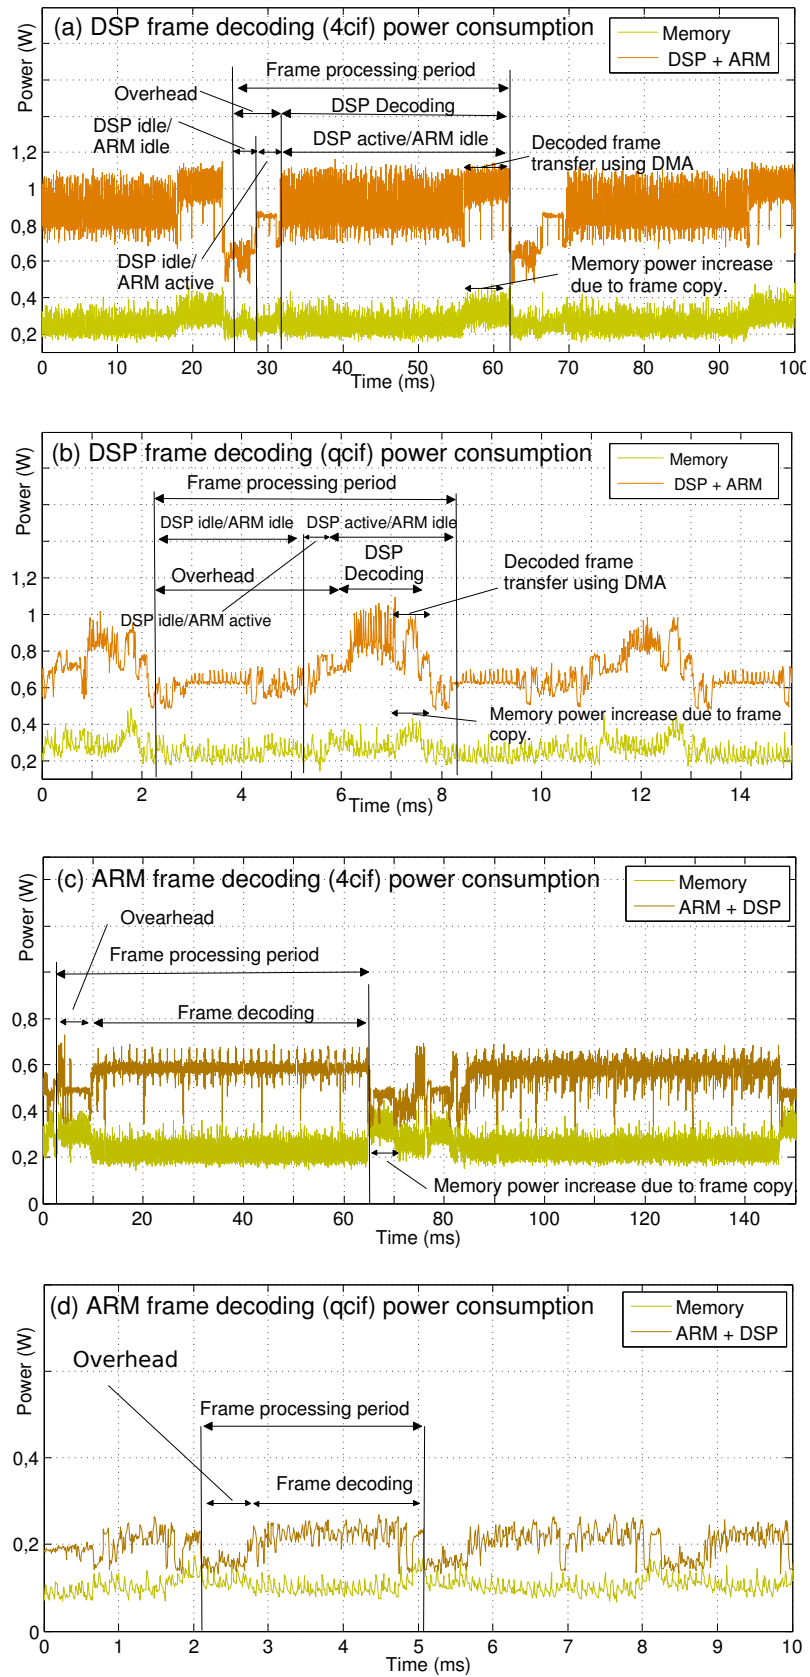 (a) DSP frame decoding (4cif) power consumption
Memory
DSP + ARM
Power (W)
Frame processing period
Overhead
DSP Decoding
DSP idle/
ARM idle
DSP active/ARM idle
Decoded frame
transfer using DMA
DSP idle/
ARM active
Memory power increase
due to frame copy.
1,2
1
0,8
0,6
0,4
0,2
0 10 20 30 40 50 60 70 80 90 100
Time (ms)
(b) DSP frame decoding (qcif) power consumption
Memory
DSP + ARM
Power (W)
Frame processing period
DSP idle/ARM idle
DSP active/ARM idle
DSP
Decoding
Overhead
Decoded frame
transfer using DMA
DSP idle/ARM active
Memory power increase due to frame
copy.
1,2
1
0,8
0,6
0,4
0,2
0 2 4 6 8 10 12 14
Time (ms)
(c) ARM frame decoding (4cif) power consumption
Memory
ARM + DSP
Power (W)
Ovearhead
Frame processing period
Frame decoding
Memory power increase due to frame copy.
0,8
0,6
0,4
0,2
0
0 20 40 60 80 100 120 140
Time (ms)
(d) ARM frame decoding (qcif) power consumption
Memory
ARM + DSP
Power (W)
Overhead
Frame processing period
Frame decoding
0,4
0,2
0
0 1 2 3 4 5 6 7 8 9 10
Time (ms)